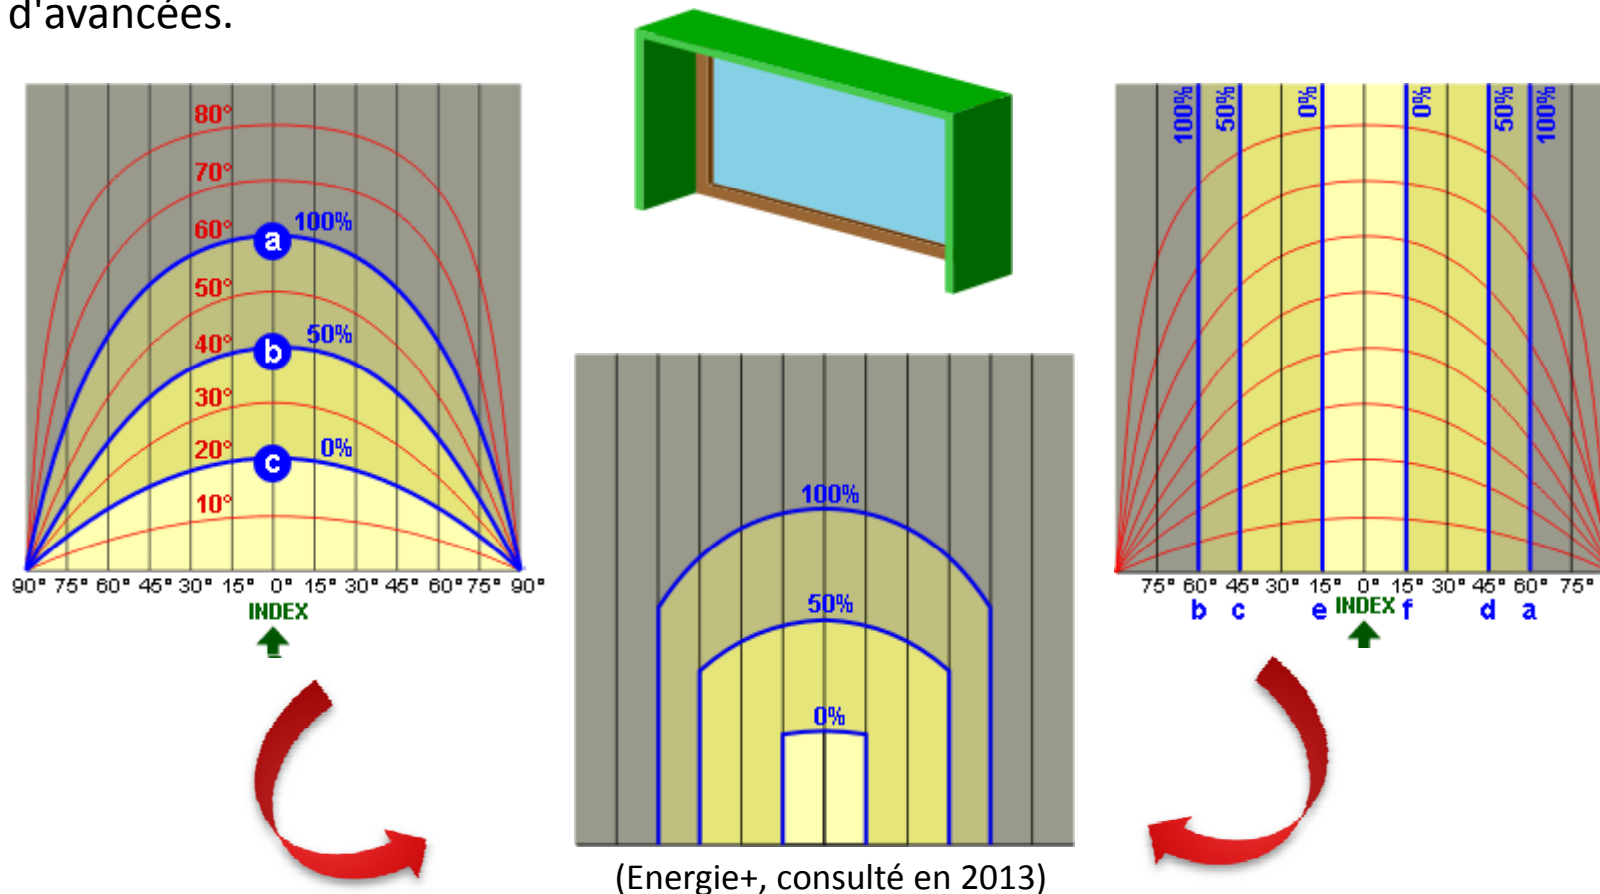 d'avancées.
80°
70°
60°
100%
a
50°
50%
40°
b
30°
20°
0%
c
10°
90° 75° 60° 45° 30° 15° 0° 15° 30° 45° 60° 75° 90°
INDEX
100%
50%
0%
100% 50% 0% 0% 50% 100%
75° 60° 45° 30° 15° 0° 15° 30° 45° 60° 75°
b c e INDEX f d a
(Energie+, consulté en 2013)